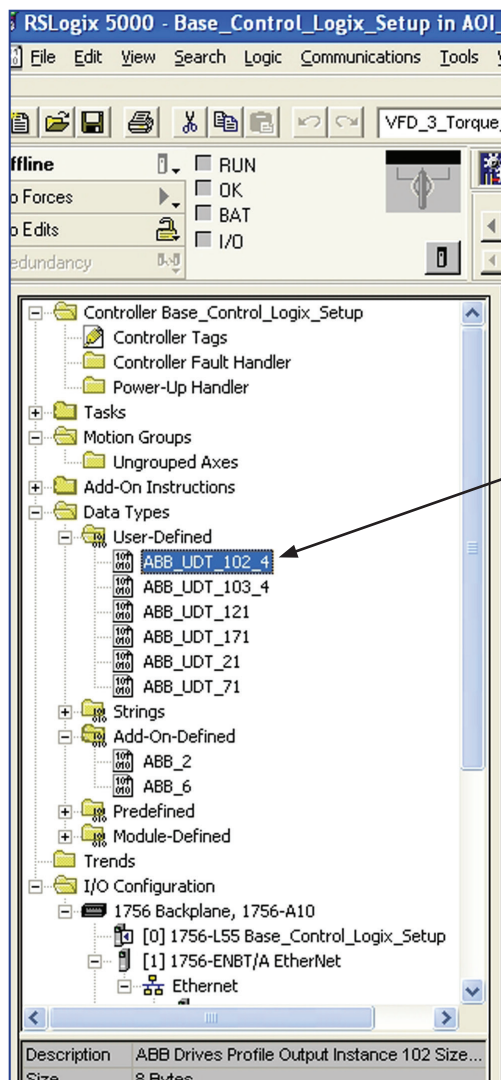 RSLogix 5000 - Base_Control_Logix_Setup in AOI_
File Edit View Search Logic Communications Tools
VFD_3_Torque_
ffline RUN
o Forces OK
BAT
o Edits I/O
edundancy
Controller Base_Control_Logix_Setup
Controller Tags
Controller Fault Handler
Power-Up Handler
Tasks
Motion Groups
Ungrouped Axes
Add-On Instructions
Data Types
User-Defined
ABB_UDT_102_4
ABB_UDT_103_4
ABB_UDT_121
ABB_UDT_171
ABB_UDT_21
ABB_UDT_71
Strings
Add-On-Defined
ABB_2
ABB_6
Predefined
Module-Defined
Trends
I/O Configuration
1756 Backplane, 1756-A10
[0] 1756-L55 Base_Control_Logix_Setup
[1] 1756-ENBT/A EtherNet
Ethernet
Description ABB Drives Profile Output Instance 102 Size...
Size 8 Bytes